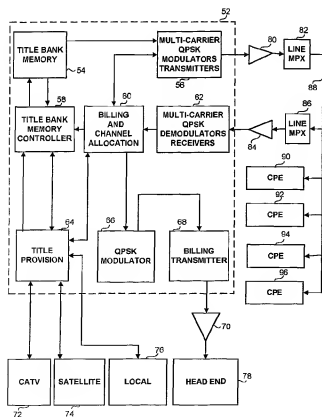 52
82
80
LINE
MPX
TITLE BANK
MEMORY
54
MULTI-CARRIER
QPSK
MODULATORS
TRANSMITTERS
56
88
58
TITLE BANK
MEMORY
CONTROLLER
60
BILLING
AND
CHANNEL
ALLOCATION
62
MULTI-CARRIER
QPSK
DEMODULATORS
RECEIVERS
86
LINE
MPX
84
90
CPE
92
CPE
94
CPE
96
CPE
64
TITLE
PROVISION
66
QPSK
MODULATOR
68
BILLING
TRANSMITTER
70
76
CATV
72
SATELLITE
74
LOCAL
HEAD END
78